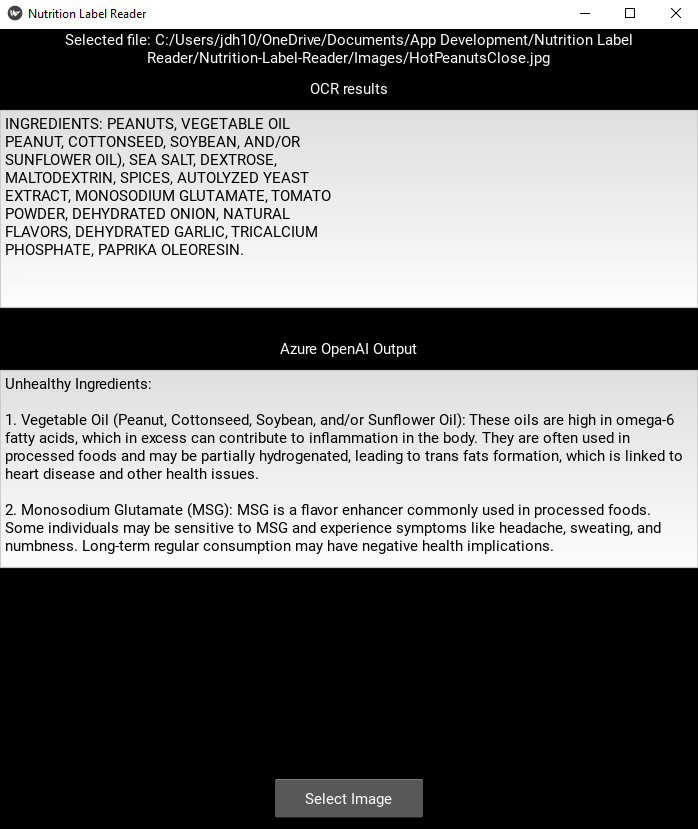 Nutrition Label Reader
Selected file: C:/Users/jdh10/OneDrive/Documents/App Development/Nutrition Label
Reader/Nutrition-Label-Reader/Images/HotPeanutsClose.jpg
OCR results
INGREDIENTS: PEANUTS, VEGETABLE OIL
PEANUT, COTTONSEED, SOYBEAN, AND/OR
SUNFLOWER OIL), SEA SALT, DEXTROSE,
MALTODEXTRIN, SPICES, AUTOLYZED YEAST
EXTRACT, MONOSODIUM GLUTAMATE, TOMATO
POWDER, DEHYDRATED ONION, NATURAL
FLAVORS, DEHYDRATED GARLIC, TRICALCIUM
PHOSPHATE, PAPRIKA OLEORESIN.
Azure OpenAI Output
Unhealthy Ingredients:
1. Vegetable Oil (Peanut, Cottonseed, Soybean, and/or Sunflower Oil): These oils are high in omega-6
fatty acids, which in excess can contribute to inflammation in the body. They are often used in
processed foods and may be partially hydrogenated, leading to trans fats formation, which is linked to
heart disease and other health issues.
2. Monosodium Glutamate (MSG): MSG is a flavor enhancer commonly used in processed foods.
Some individuals may be sensitive to MSG and experience symptoms like headache, sweating, and
numbness. Long-term regular consumption may have negative health implications.
Select Image